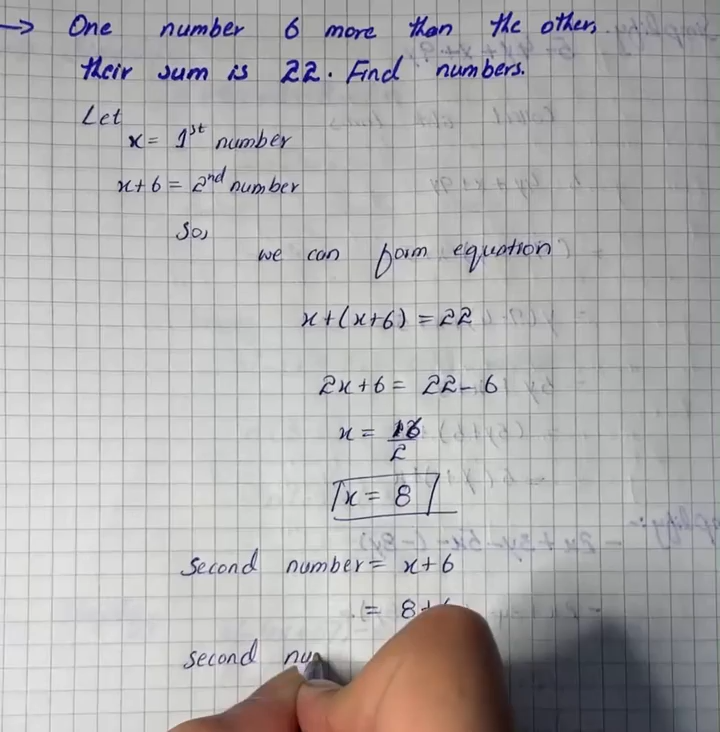 → One number 6 more than the other,
their sum is 22. Find numbers.
Let
x = 1st number
x+6 = 2nd number
So,
we can form equation
x+(x+6) = 22
2x+6 = 22-6
x = 16/2
x = 8
Second number = x+6
= 8+
second nu